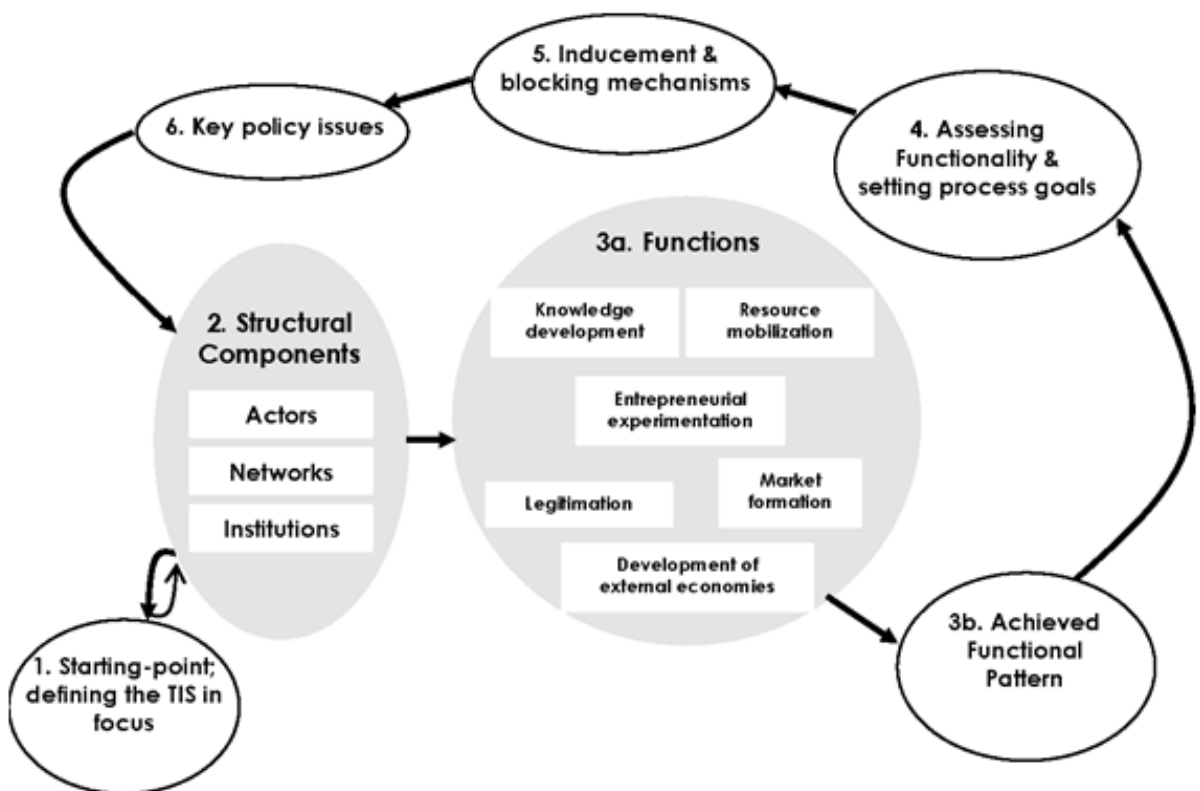 1. Starting-point;
defining the TIS in
focus
2. Structural
Components
Actors
Networks
Institutions
3a. Functions
Knowledge
development
Resource
mobilization
Entrepreneurial
experimentation
Legitimation
Market
formation
Development of
external economies
3b. Achieved
Functional
Pattern
4. Assessing
Functionality &
setting process goals
5. Inducement &
blocking mechanisms
6. Key policy issues